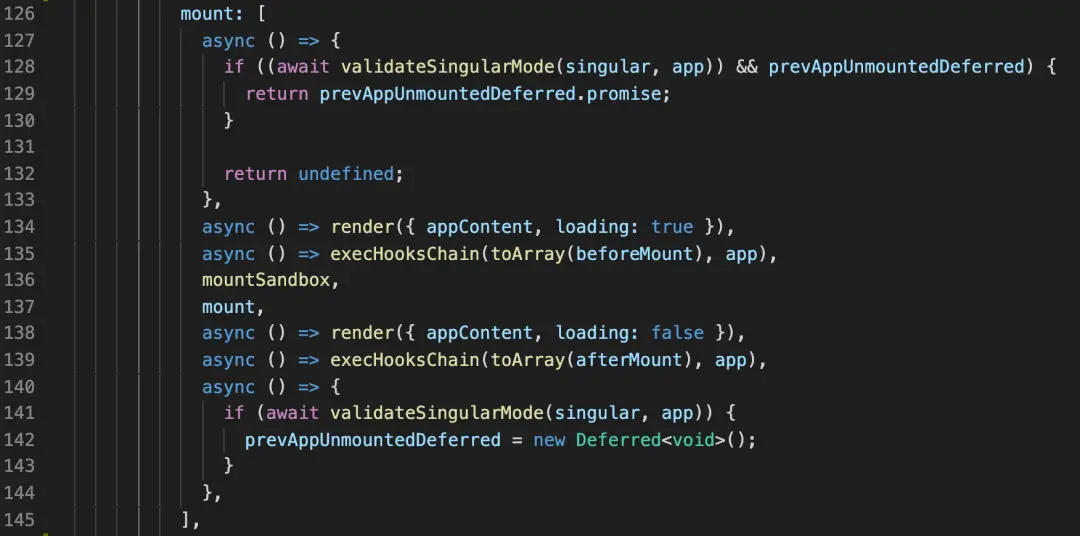 126 mount: [
127 async () => {
128 if ((await validateSingularMode(singular, app)) && prevAppUnmountedDeferred) {
129 return prevAppUnmountedDeferred.promise;
130 }
131
132 return undefined;
133 },
134 async () => render({ appContent, loading: true }),
135 async () => execHooksChain(toArray(beforeMount), app),
136 mountSandbox,
137 mount,
138 async () => render({ appContent, loading: false }),
139 async () => execHooksChain(toArray(afterMount), app),
140 async () => {
141 if (await validateSingularMode(singular, app)) {
142 prevAppUnmountedDeferred = new Deferred<void>();
143 }
144 },
145 ],